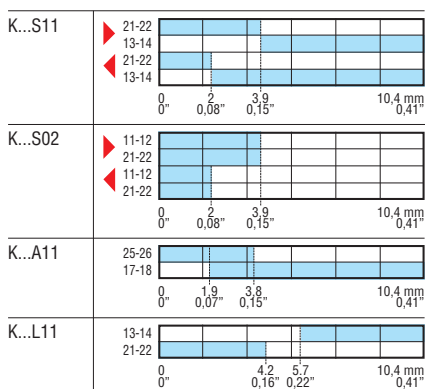 K...S11
21-22
13-14
21-22
13-14
0 2 3,9 10,4 mm
0" 0,08" 0,15" 0,41"
K...S02
11-12
21-22
11-12
21-22
0 2 3,9 10,4 mm
0" 0,08" 0,15" 0,41"
K...A11
25-26
17-18
0 1,9 3,8 10,4 mm
0" 0,07" 0,15" 0,41"
K...L11
13-14
21-22
0 4,2 5,7 10,4 mm
0" 0,16" 0,22" 0,41"